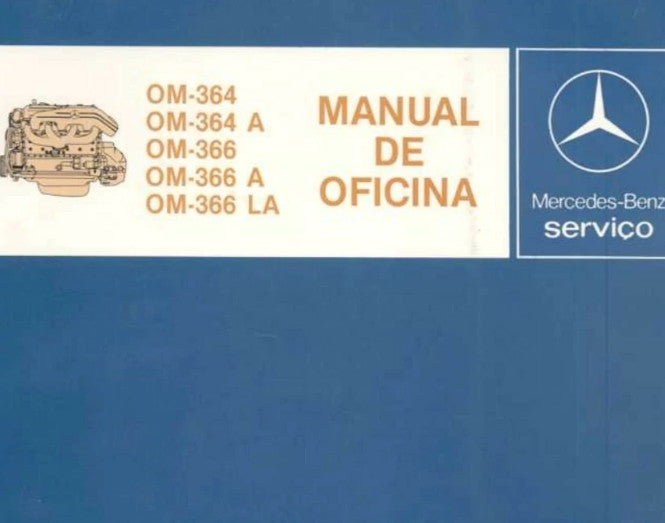 OM-364
OM-364 A
OM-366
OM-366 A
OM-366 LA
MANUAL
DE
OFICINA
Mercedes-Benz
serviço